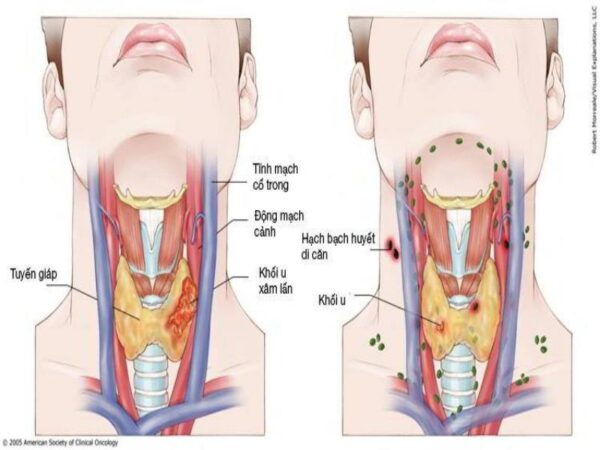 Tĩnh mạch
cổ trong
Động mạch
cảnh
Khối u
xâm lấn
Tuyến giáp
Hạch bạch huyết
di căn
Khối u
Robert Morreale/Visual Explanations, LLC
© 2005 American Society of Clinical Oncology